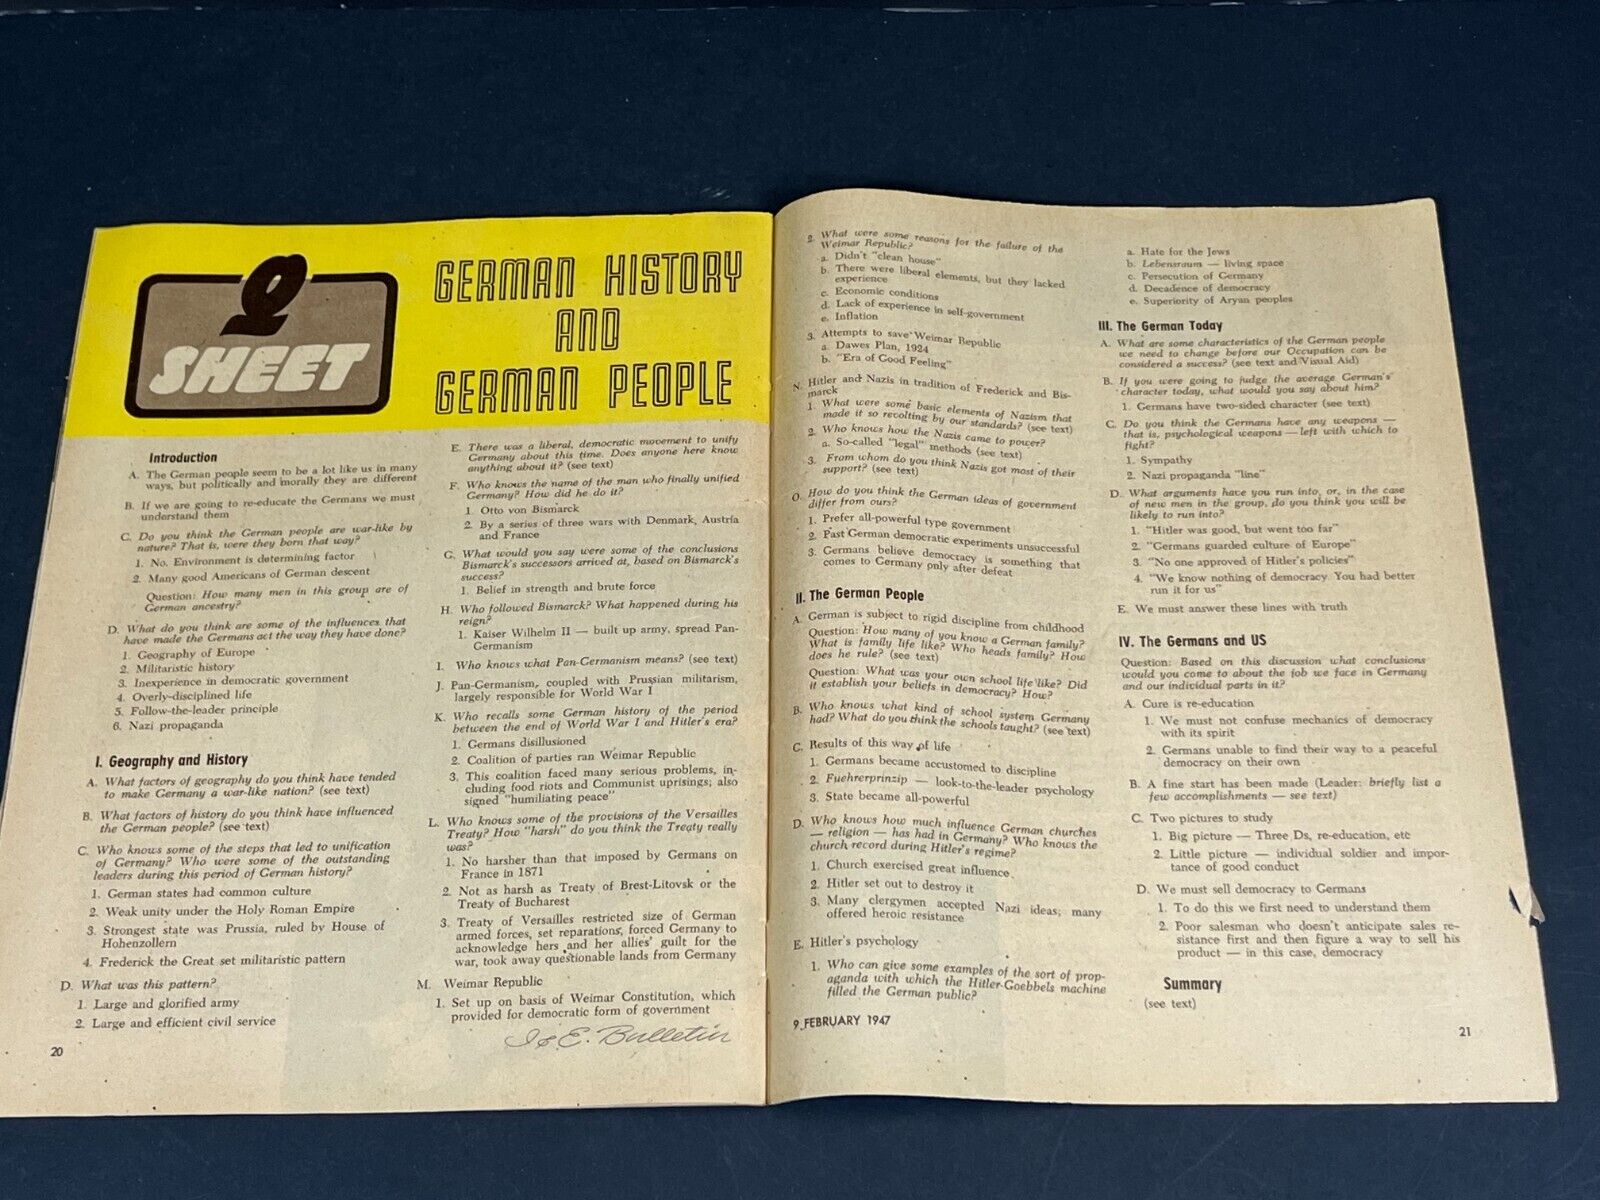 Q
SHEET
GERMAN HISTORY
AND
GERMAN PEOPLE
Introduction
A. The German people seem to be a lot like us in many
ways, but politically and morally they are different
B. If we are going to re-educate the Germans we must
understand them
C. Do you think the German people are war-like by
nature? That is, were they born that way?
1. No. Environment is determining factor
2. Many good Americans of German descent
Question: How many men in this group are of
German ancestry?
D. What do you think are some of the influences that
have made the Germans act the way they have done?
1. Geography of Europe
2. Militaristic history
3. Inexperience in democratic government
4. Overly-disciplined life
5. Follow-the-leader principle
6. Nazi propaganda
I. Geography and History
A. What factors of geography do you think have tended
to make Germany a war-like nation? (see text)
B. What factors of history do you think have influenced
the German people? (see text)
C. Who knows some of the steps that led to unification
of Germany? Who were some of the outstanding
leaders during this period of German history?
1. German states had common culture
2. Weak unity under the Holy Roman Empire
3. Strongest state was Prussia, ruled by House of
Hohenzollern
4. Frederick the Great set militaristic pattern
D. What was this pattern?
1. Large and glorified army
2. Large and efficient civil service
20
E. There was a liberal, democratic movement to unify
Germany about this time. Does anyone here know
anything about it? (see text)
F. Who knows the name of the man who finally unified
Germany? How did he do it?
1. Otto von Bismarck
2. By a series of three wars with Denmark, Austria
and France
G. What would you say were some of the conclusions
Bismarck's successors arrived at, based on Bismarck's
success?
1. Belief in strength and brute force
H. Who followed Bismarck? What happened during his
reign?
1. Kaiser Wilhelm II — built up army, spread Pan-
Germanism
I. Who knows what Pan-Germanism means? (see text)
J. Pan-Germanism, coupled with Prussian militarism,
largely responsible for World War I
K. Who recalls some German history of the period
between the end of World War I and Hitler's era?
1. Germans disillusioned
2. Coalition of parties ran Weimar Republic
3. This coalition faced many serious problems, in-
cluding food riots and Communist uprisings; also
signed "humiliating peace"
L. Who knows some of the provisions of the Versailles
Treaty? How "harsh" do you think the Treaty really
was?
1. No harsher than that imposed by Germans on
France in 1871
2. Not as harsh as Treaty of Brest-Litovsk or the
Treaty of Bucharest
3. Treaty of Versailles restricted size of German
armed forces, set reparations, forced Germany to
acknowledge hers and her allies' guilt for the
war, took away questionable lands from Germany
M. Weimar Republic
1. Set up on basis of Weimar Constitution, which
provided for democratic form of government
I & E. Bulletin
2. What were some reasons for the failure of the
Weimar Republic?
a. Didn't "clean house"
b. There were liberal elements, but they lacked
experience
c. Economic conditions
d. Lack of experience in self-government
e. Inflation
3. Attempts to save Weimar Republic
a. Dawes Plan, 1924
b. "Era of Good Feeling"
N. Hitler and Nazis in tradition of Frederick and Bis-
marck
1. What were some basic elements of Nazism that
made it so revolting by our standards? (see text)
2. Who knows how the Nazis came to power?
a. So-called "legal" methods (see text)
3. From whom do you think Nazis got most of their
support? (see text)
O. How do you think the German ideas of government
differ from ours?
1. Prefer all-powerful type government
2. Past German democratic experiments unsuccessful
3. Germans believe democracy is something that
comes to Germany only after defeat
II. The German People
A. German is subject to rigid discipline from childhood
Question: How many of you know a German family?
What is family life like? Who heads family? How
does he rule? (see text)
Question: What was your own school life like? Did
it establish your beliefs in democracy? How?
B. Who knows what kind of school system Germany
had? What do you think the schools taught? (see text)
C. Results of this way of life
1. Germans became accustomed to discipline
2. Fuehrerprinzip — look-to-the-leader psychology
3. State became all-powerful
D. Who knows how much influence German churches
— religion — has had in Germany? Who knows the
church record during Hitler's regime?
1. Church exercised great influence
2. Hitler set out to destroy it
3. Many clergymen accepted Nazi ideas; many
offered heroic resistance
E. Hitler's psychology
1. Who can give some examples of the sort of prop-
aganda with which the Hitler-Goebbels machine
filled the German public?
9 FEBRUARY 1947
a. Hate for the Jews
b. Lebensraum — living space
c. Persecution of Germany
d. Decadence of democracy
e. Superiority of Aryan peoples
III. The German Today
A. What are some characteristics of the German people
we need to change before our Occupation can be
considered a success? (see text and Visual Aid)
B. If you were going to judge the average German's
character today, what would you say about him?
1. Germans have two-sided character (see text)
C. Do you think the Germans have any weapons —
that is, psychological weapons — left with which to
fight?
1. Sympathy
2. Nazi propaganda "line"
D. What arguments have you run into, or, in the case
of new men in the group, do you think you will be
likely to run into?
1. "Hitler was good, but went too far"
2. "Germans guarded culture of Europe"
3. "No one approved of Hitler's policies"
4. "We know nothing of democracy. You had better
run it for us"
E. We must answer these lines with truth
IV. The Germans and US
Question: Based on this discussion what conclusions
would you come to about the job we face in Germany
and our individual parts in it?
A. Cure is re-education
1. We must not confuse mechanics of democracy
with its spirit
2. Germans unable to find their way to a peaceful
democracy on their own
B. A fine start has been made (Leader: briefly list a
few accomplishments — see text)
C. Two pictures to study
1. Big picture — Three Ds, re-education, etc
2. Little picture — individual soldier and impor-
tance of good conduct
D. We must sell democracy to Germans
1. To do this we first need to understand them
2. Poor salesman who doesn't anticipate sales re-
sistance first and then figure a way to sell his
product — in this case, democracy
Summary
(see text)
21